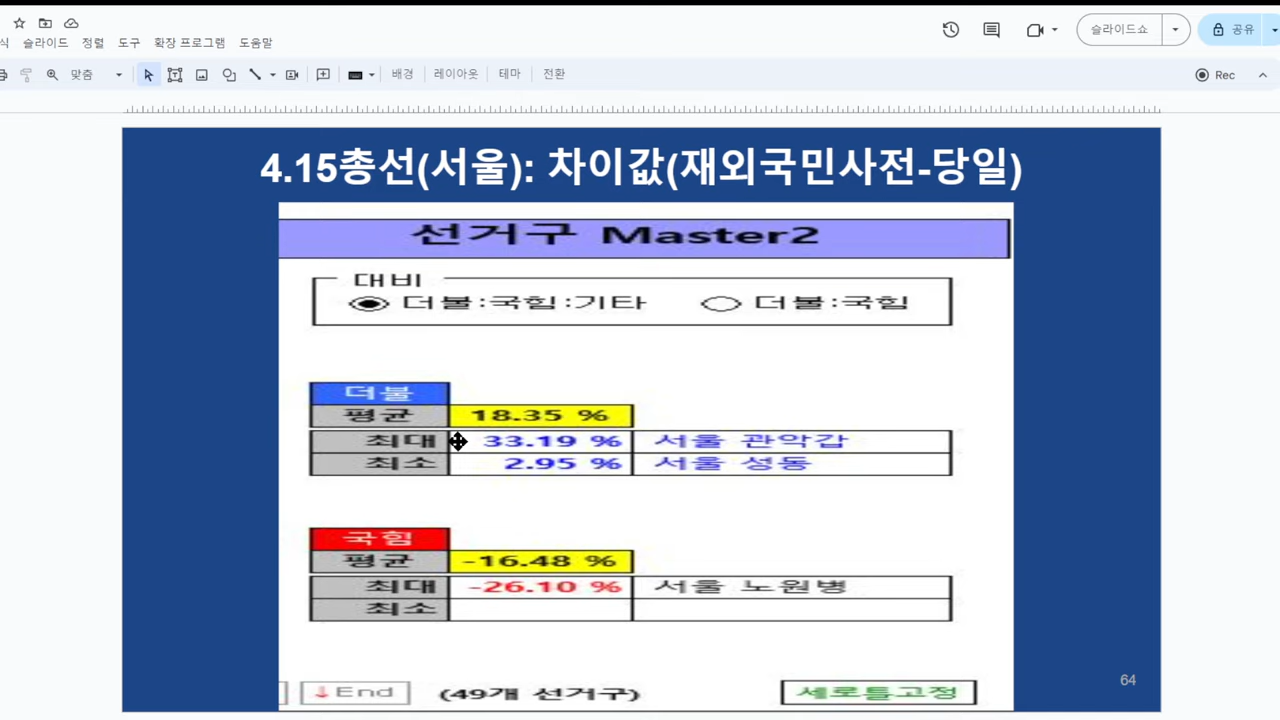 식 슬라이드 정렬 도구 확장 프로그램 도움말
슬라이드쇼
공유
맞춤
배경 레이아웃 테마 전환
Rec
4.15총선(서울): 차이값(재외국민사전-당일)
선거구 Master2
대비
더불:국힘:기타 더불:국힘
더불
평균 18.35 %
최대 33.19 % 서울 관악갑
최소 2.95 % 서울 성동
국힘
평균 -16.48 %
최대 -26.10 % 서울 노원병
최소
↓End (49개 선거구) 세로틀고정
64